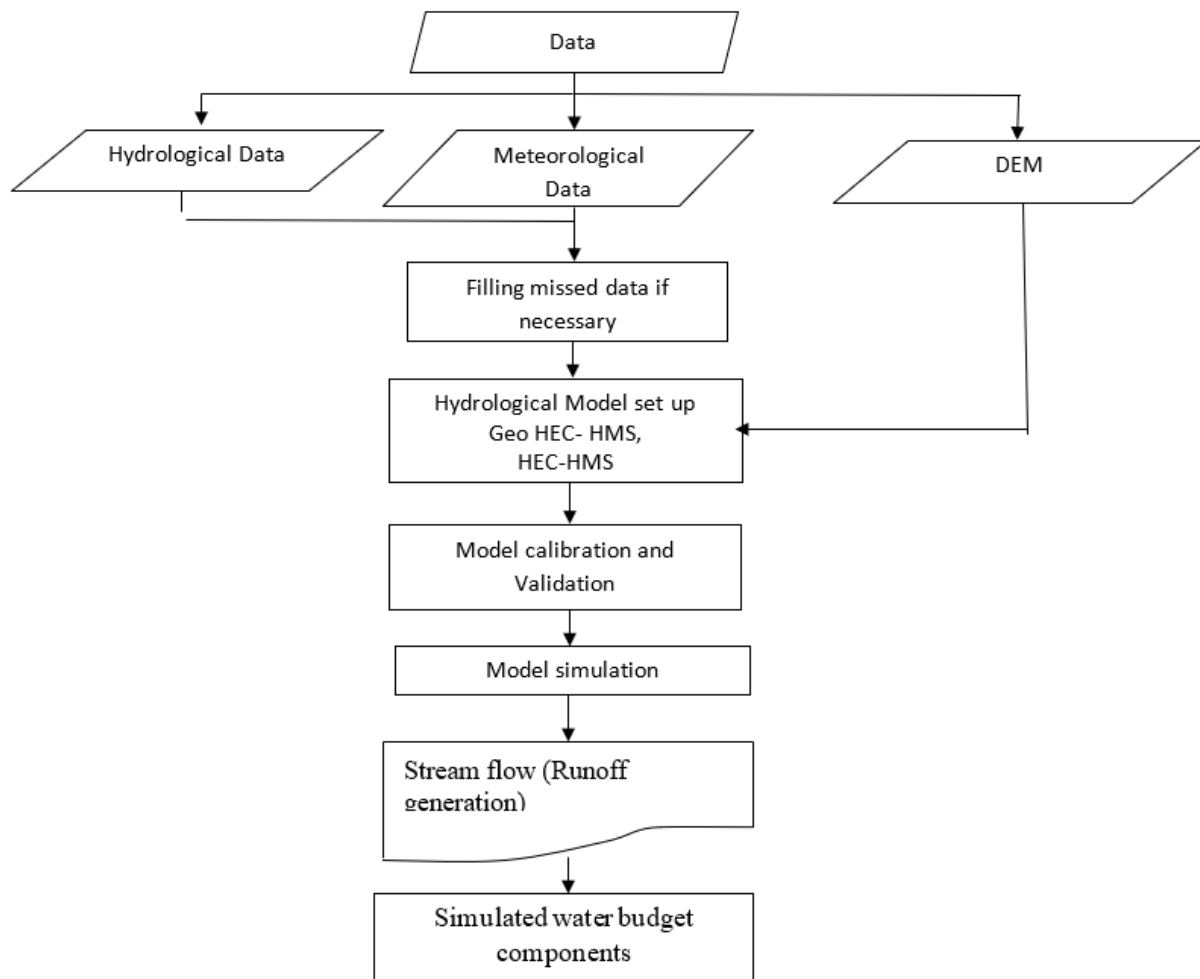 Data
Hydrological Data
Meteorological
Data
DEM
Filling missed data if
necessary
Hydrological Model set up
Geo HEC- HMS,
HEC-HMS
Model calibration and
Validation
Model simulation
Stream flow (Runoff
generation)
Simulated water budget
components